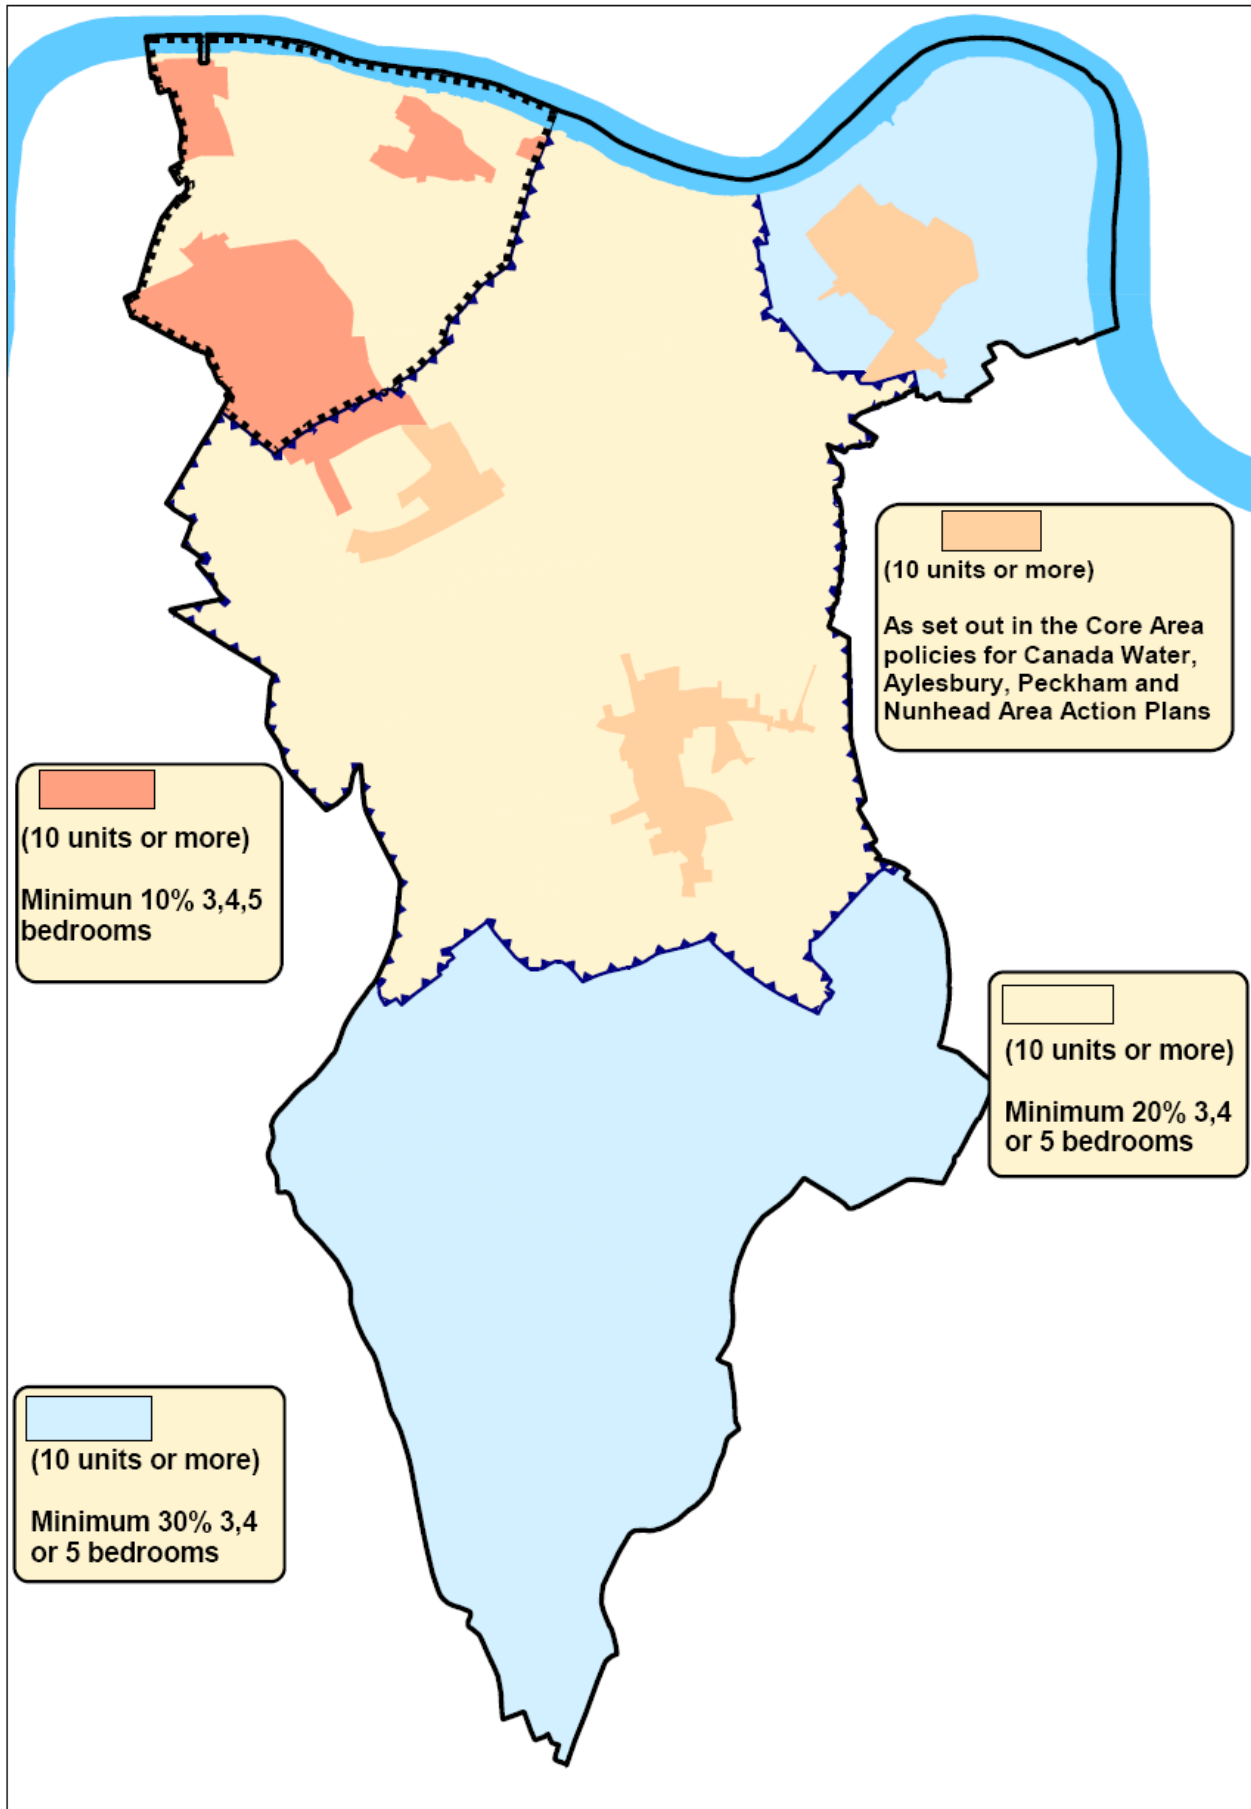 (10 units or more)
As set out in the Core Area
policies for Canada Water,
Aylesbury, Peckham and
Nunhead Area Action Plans
(10 units or more)
Minimun 10% 3,4,5
bedrooms
(10 units or more)
Minimum 20% 3,4
or 5 bedrooms
(10 units or more)
Minimum 30% 3,4
or 5 bedrooms